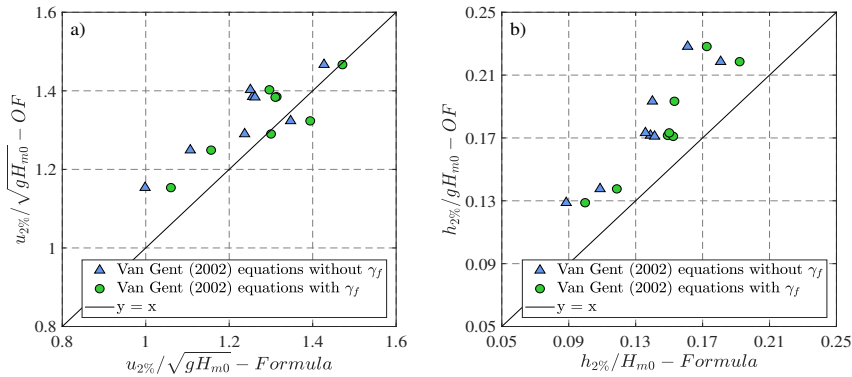 a)
1.6
1.4
1.2
1
0.8
0.8 1 1.2 1.4 1.6
u2%/√gHm0 − OF
u2%/√gHm0 − Formula
Van Gent (2002) equations without γf
Van Gent (2002) equations with γf
y = x
b)
0.25
0.21
0.17
0.13
0.09
0.05
0.05 0.09 0.13 0.17 0.21 0.25
h2%/gHm0 − OF
h2%/Hm0 − Formula
Van Gent (2002) equations without γf
Van Gent (2002) equations with γf
y = x